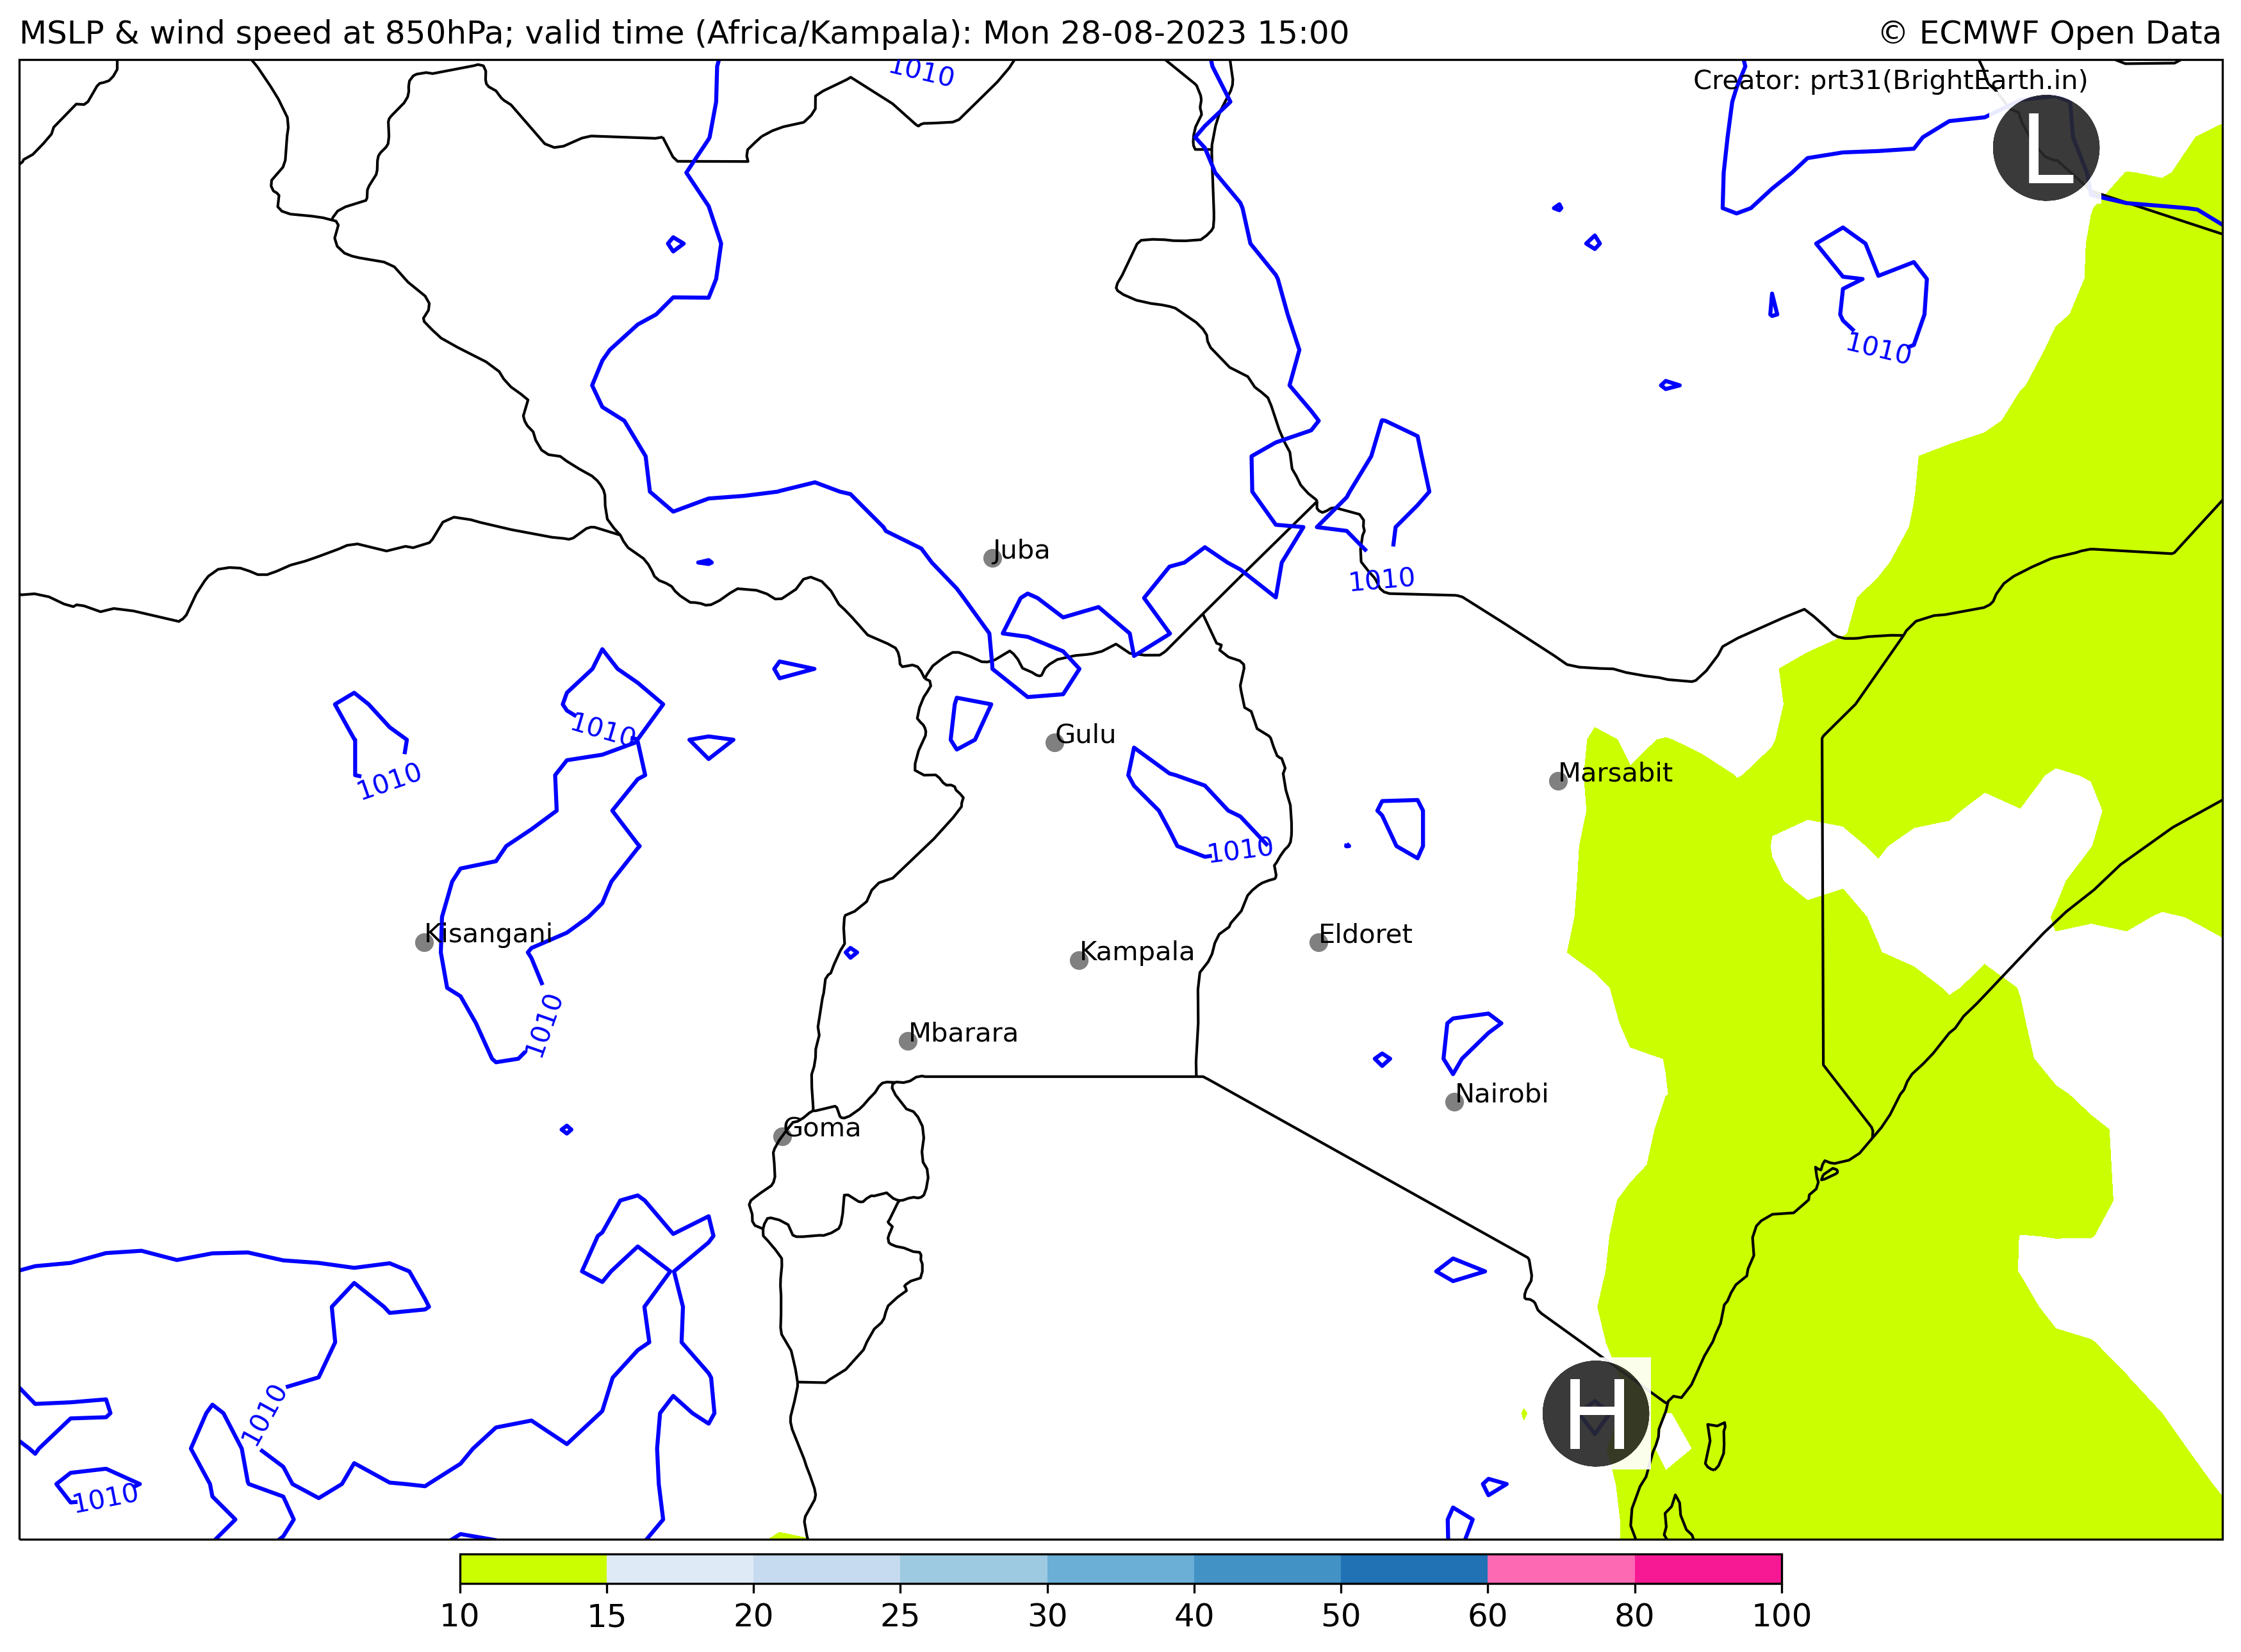 MSLP & wind speed at 850hPa; valid time (Africa/Kampala): Mon 28-08-2023 15:00
© ECMWF Open Data
1010
Creator: prt31(BrightEarth.in)
L
1010
Juba
1010
1010
Gulu
1010
Marsabit
1010
Kisangani
Kampala
Eldoret
1010
Mbarara
Nairobi
Goma
1010
H
1010
10 15 20 25 30 40 50 60 80 100